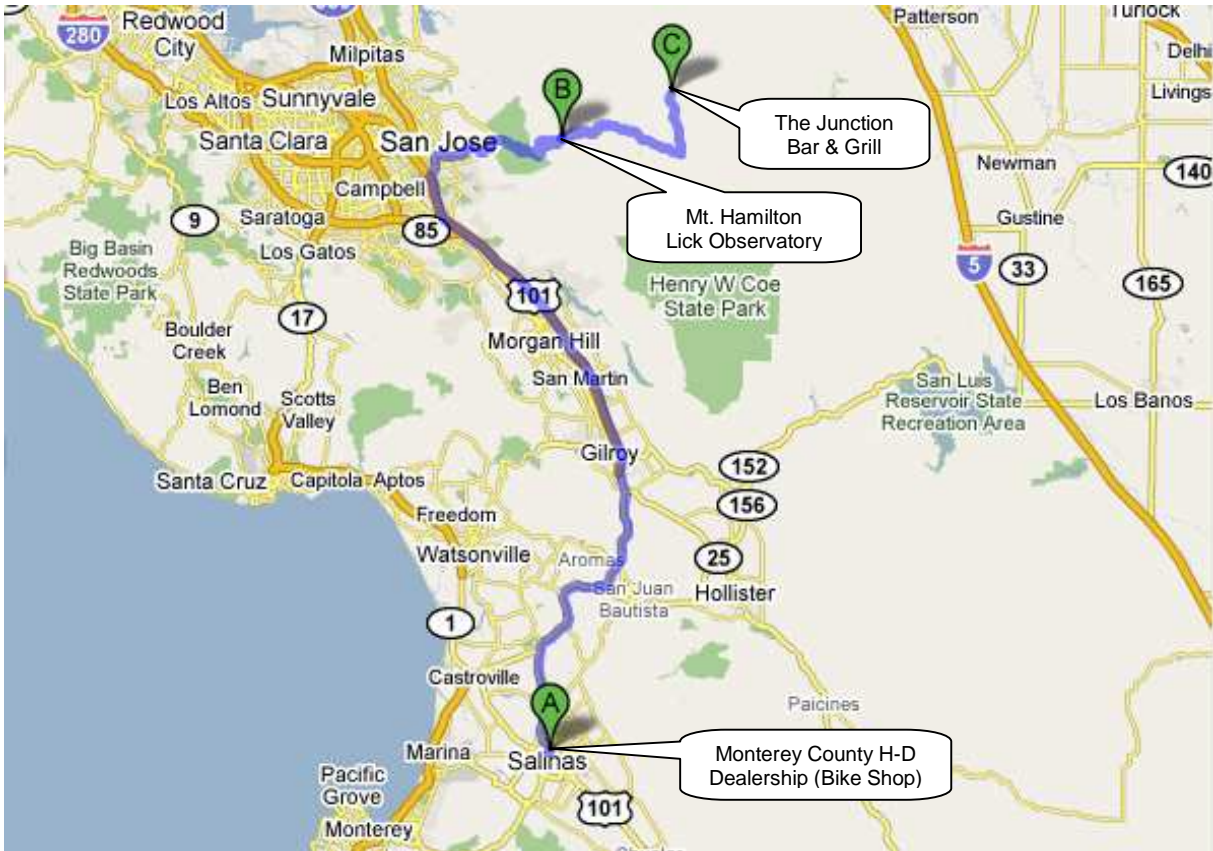 280
Redwood
City
Milpitas
Los Altos
Sunnyvale
Santa Clara
San Jose
Campbell
Saratoga
Los Gatos
9
85
Big Basin
Redwoods
State Park
17
Boulder
Creek
Ben
Lomond
Scotts
Valley
Santa Cruz
Capitola
Aptos
Freedom
Watsonville
Aromas
San Juan
Bautista
Hollister
1
Castroville
Marina
Salinas
Pacific
Grove
Monterey
101
A
B
C
The Junction
Bar & Grill
Mt. Hamilton
Lick Observatory
Monterey County H-D
Dealership (Bike Shop)
101
Morgan Hill
San Martin
Gilroy
Henry W Coe
State Park
152
156
25
Paicines
Patterson
Turlock
Delhi
Livings
Newman
140
Gustine
5
33
165
San Luis
Reservoir State
Recreation Area
Los Banos